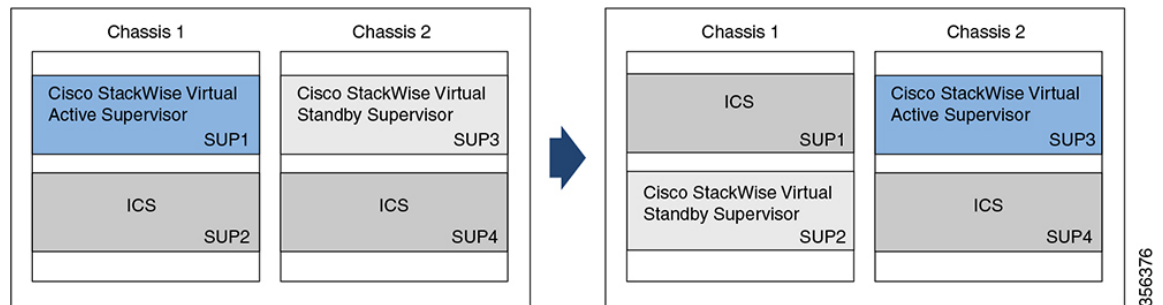 Chassis 1
Chassis 2
Cisco StackWise Virtual
Active Supervisor
SUP1
Cisco StackWise Virtual
Standby Supervisor
SUP3
ICS
SUP2
ICS
SUP4
Chassis 1
Chassis 2
ICS
SUP1
Cisco StackWise Virtual
Active Supervisor
SUP3
Cisco StackWise Virtual
Standby Supervisor
SUP2
ICS
SUP4
356376